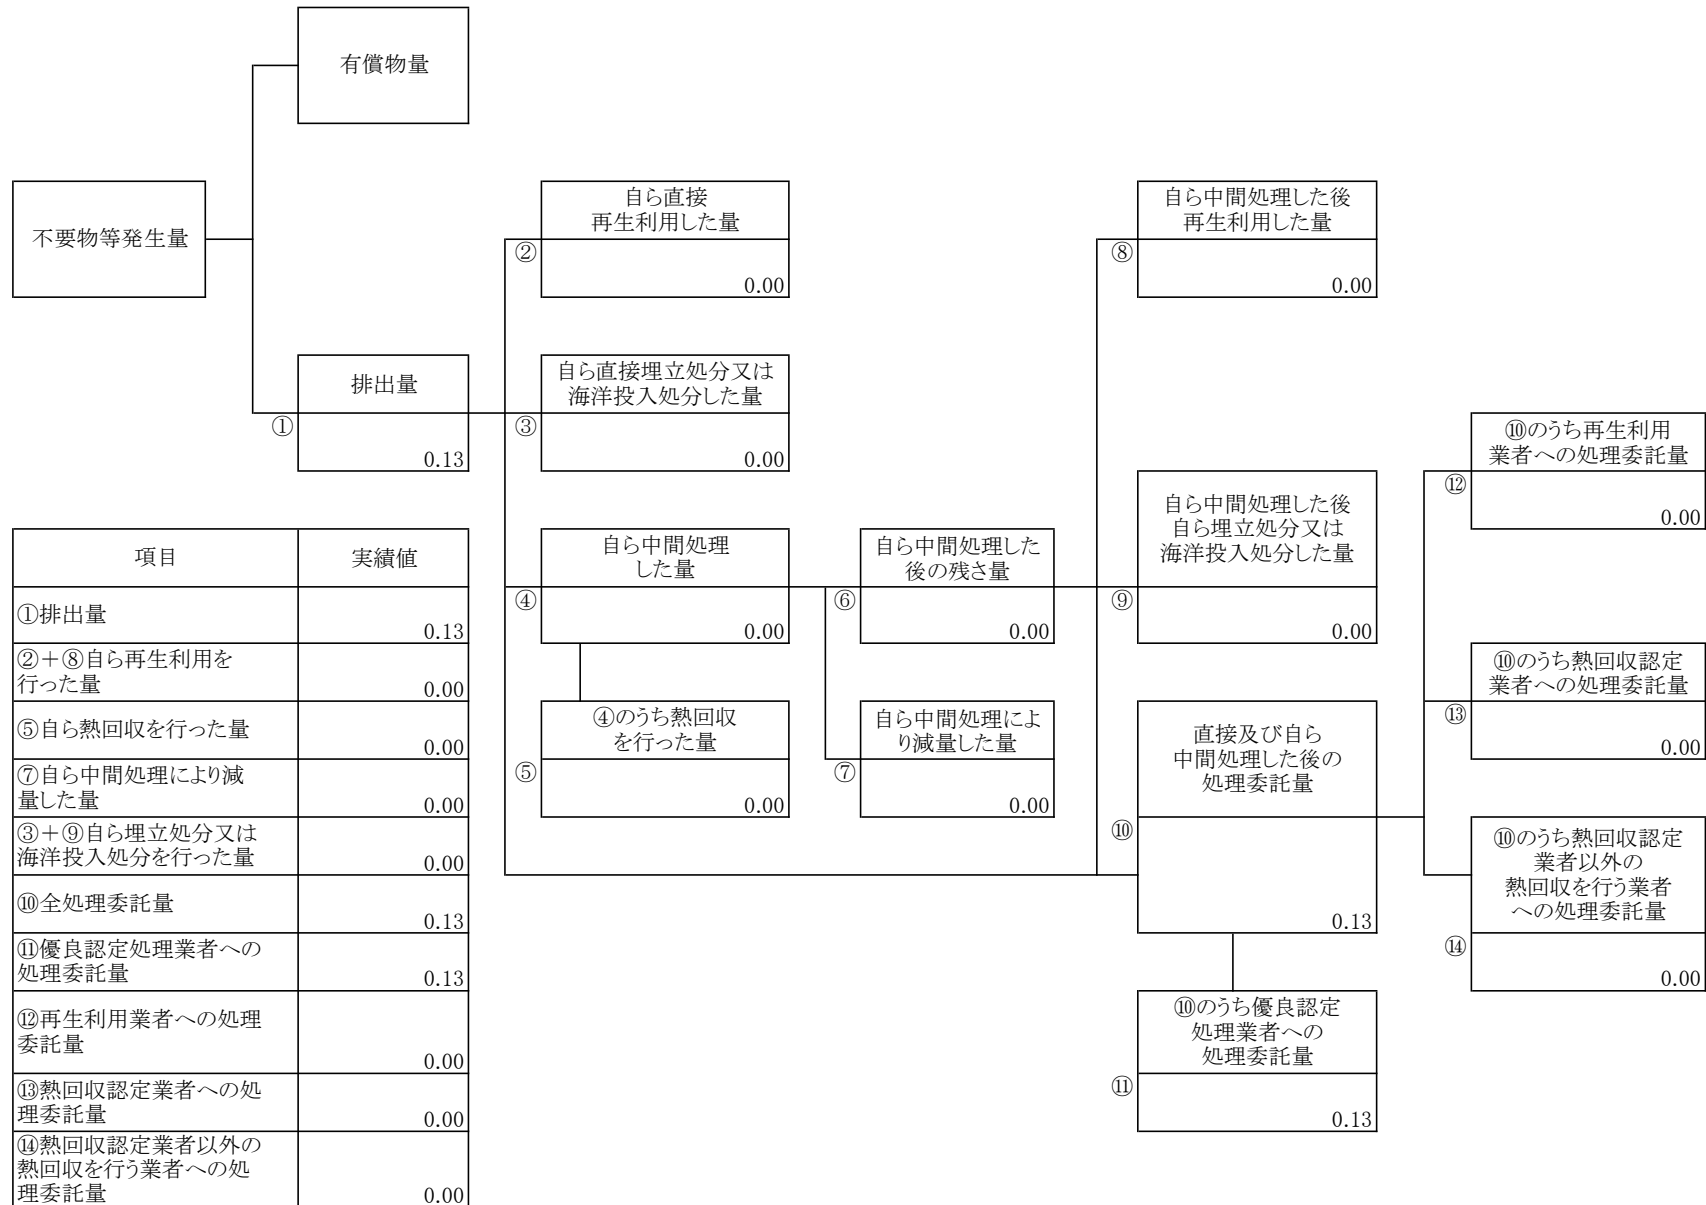 有償物量
不要物等発生量
自ら直接
再生利用した量
②
0.00
自ら中間処理した後
再生利用した量
⑧
0.00
排出量
①
0.13
自ら直接埋立処分又は
海洋投入処分した量
③
0.00
⑩のうち再生利用
業者への処理委託量
⑫
0.00
自ら中間処理した後
自ら埋立処分又は
海洋投入処分した量
⑨
0.00
自ら中間処理
した量
④
0.00
自ら中間処理した
後の残さ量
⑥
0.00
⑩のうち熱回収認定
業者への処理委託量
⑬
0.00
④のうち熱回収
を行った量
⑤
0.00
自ら中間処理によ
り減量した量
⑦
0.00
直接及び自ら
中間処理した後の
処理委託量
⑩
0.13
⑩のうち熱回収認定
業者以外の
熱回収を行う業者
への処理委託量
⑭
0.00
⑩のうち優良認定
処理業者への
処理委託量
⑪
0.13
項目 実績値
①排出量
0.13
②＋⑧自ら再生利用を
行った量
0.00
⑤自ら熱回収を行った量
0.00
⑦自ら中間処理により減
量した量
0.00
③＋⑨自ら埋立処分又は
海洋投入処分を行った量
0.00
⑩全処理委託量
0.13
⑪優良認定処理業者への
処理委託量
0.13
⑫再生利用業者への処理
委託量
0.00
⑬熱回収認定業者への処
理委託量
0.00
⑭熱回収認定業者以外の
熱回収を行う業者への処
理委託量
0.00